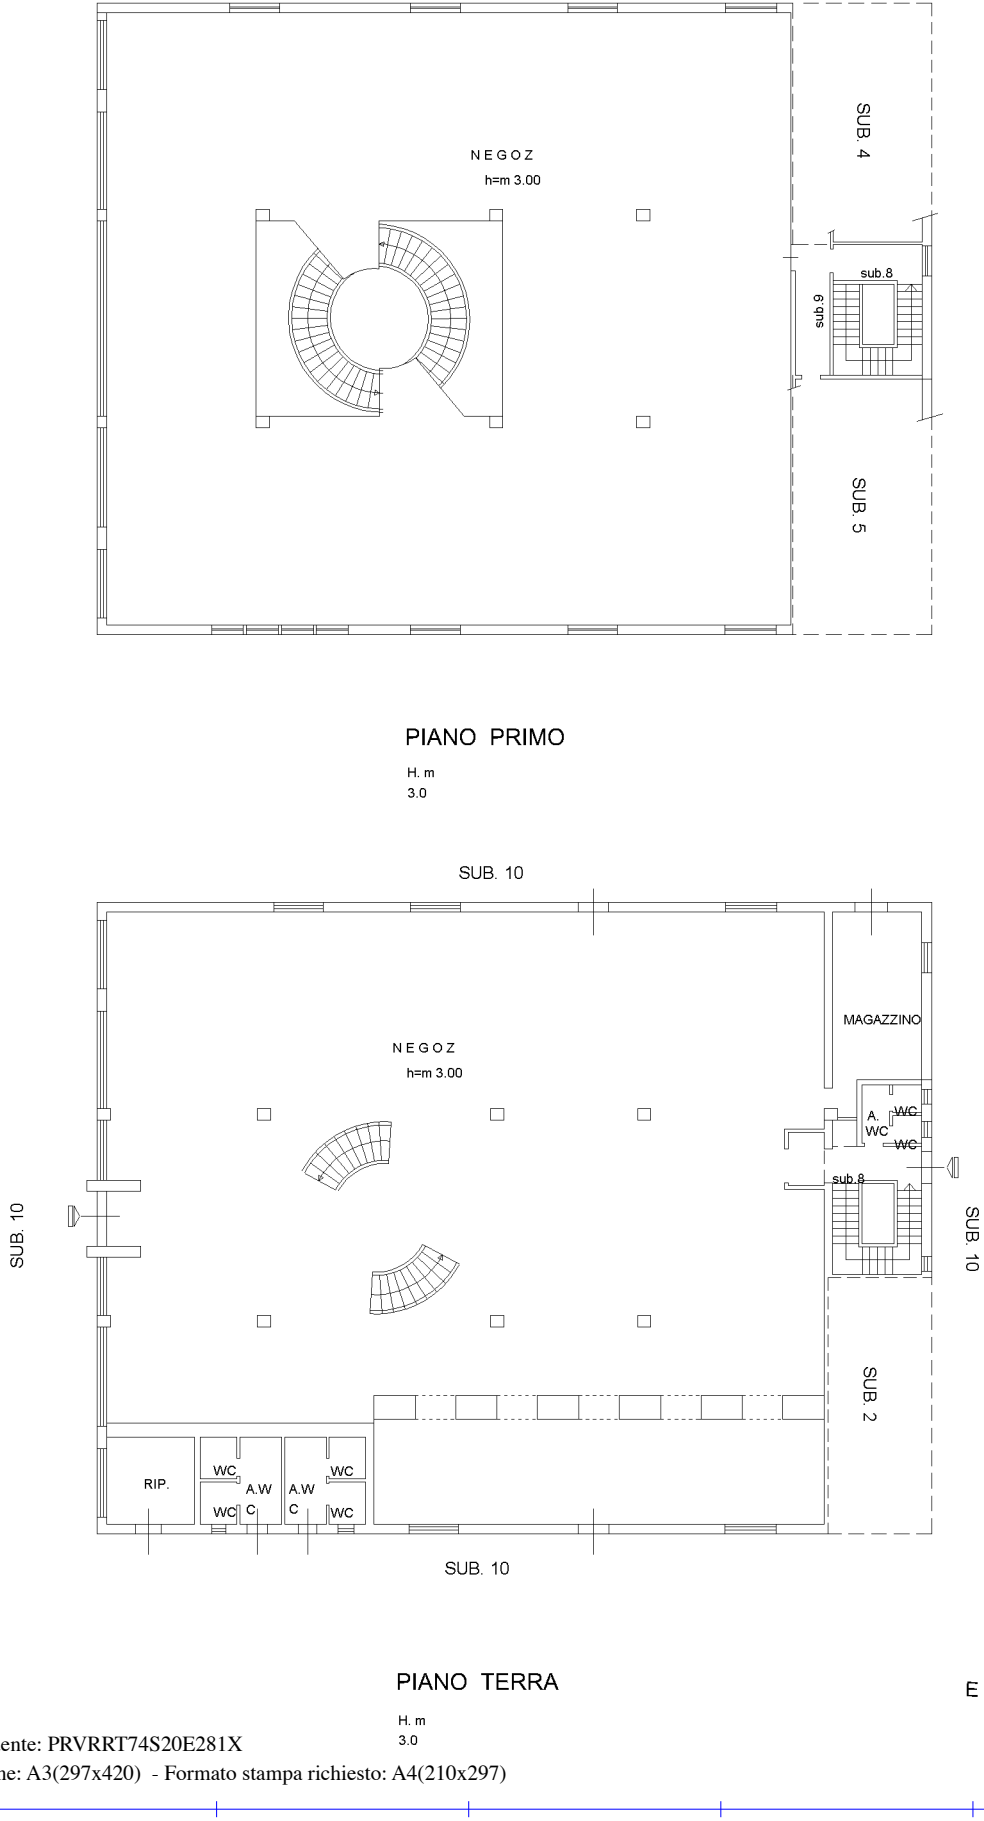 SUB. 4
NEGOZ
h=m 3.00
sub.8
sub.9
SUB. 5
PIANO PRIMO
H. m
3.0
SUB. 10
MAGAZZINO
NEGOZ
h=m 3.00
A.
WC
WC
WC
sub.8
SUB. 10
SUB. 10
SUB. 2
RIP.
WC
WC
A.W
C
A.W
C
WC
WC
SUB. 10
PIANO TERRA
E
H. m
3.0
ente: PRVRRT74S20E281X
ne: A3(297x420) - Formato stampa richiesto: A4(210x297)